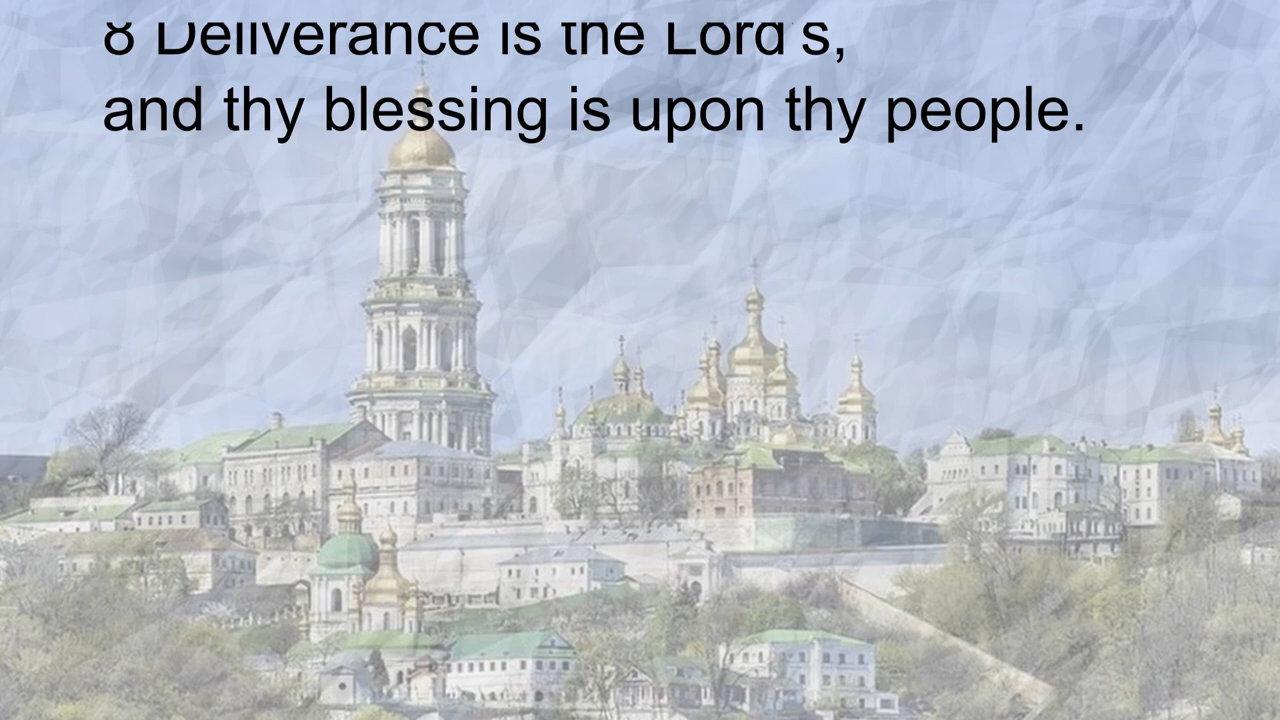 8 Deliverance is the Lord's,
and thy blessing is upon thy people.